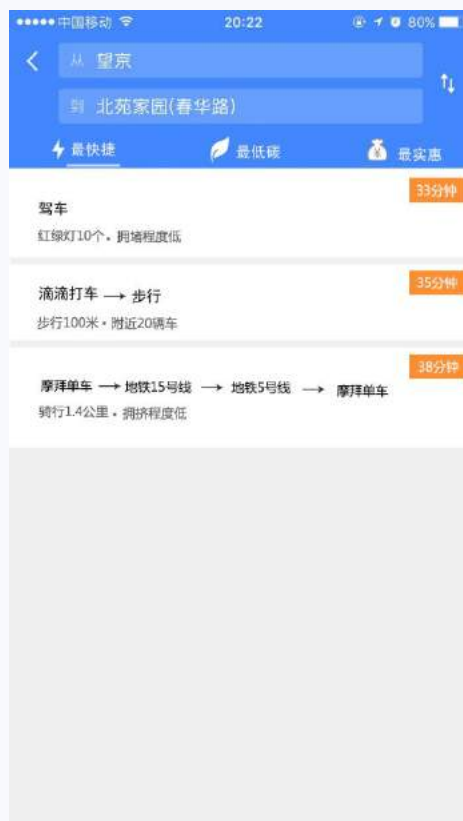 中国移动 20:22 80%
从 望京
到 北苑家园(春华路)
最快捷 最低碳 最实惠
33分钟
驾车
红绿灯10个·拥堵程度低
35分钟
滴滴打车 → 步行
步行100米·附近20辆车
38分钟
摩拜单车 → 地铁15号线 → 地铁5号线 → 摩拜单车
骑行1.4公里·拥挤程度低